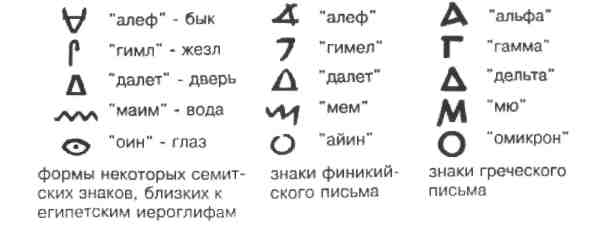 "алеф" - бык "алеф" "альфа"
"гимл" - жезл "гимел" "гамма"
"далет" - дверь "далет" "дельта"
"маим" - вода "мем" "мю"
"оин" - глаз "айин" "омикрон"
формы некоторых семит-
ских знаков, близких к
египетским иероглифам
знаки финикий-
ского письма
знаки греческого
письма